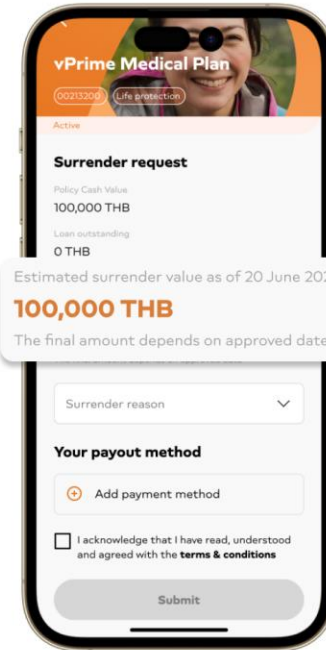 vPrime Medical Plan
00213200
Life protection
Active
Surrender request
Policy Cash Value
100,000 THB
Loan outstanding
0 THB
Estimated surrender value as of 20 June 202
100,000 THB
The final amount depends on approved date
Surrender reason
Your payout method
Add payment method
I acknowledge that I have read, understood
and agreed with the terms & conditions
Submit